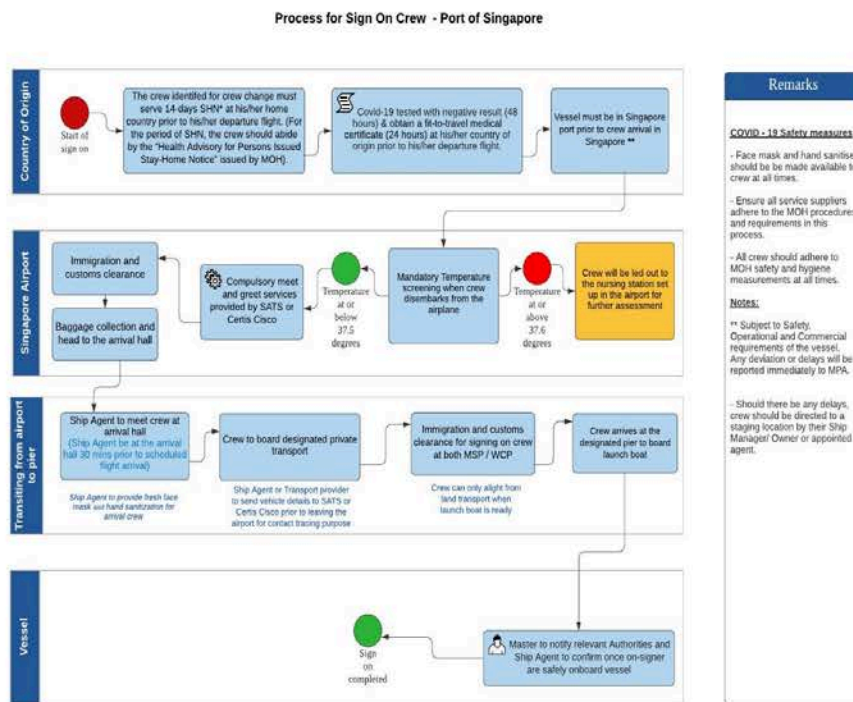 Process for Sign On Crew - Port of Singapore
Country of Origin
Start of
sign on
The crew identifed for crew change must
serve 14-days SHN* at his/her home
country prior to his/her departure flight. (For
the period of SHN, the crew should abide
by the "Health Advisory for Persons Issued
Stay-Home Notice" issued by MOH).
Covid-19 tested with negative result (48
hours) & obtain a fit-to-travel medical
certificate (24 hours) at his/her country of
origin prior to his/her departure flight.
Vessel must be in Singapore
port prior to crew arrival in
Singapore **
Singapore Airport
Immigration and
customs clearance
Baggage collection and
head to the arrival hall
Compulsory meet
and greet services
provided by SATS or
Certis Cisco
Temperature
at or
below
37.5
degrees
Mandatory Temperature
screening when crew
disembarks from the
airplane
Temperature
at or
above
37.6
degrees
Crew will be led out to
the nursing station set
up in the airport for
further assessment
Transiting from airport
to pier
Ship Agent to meet crew at
arrival hall
(Ship Agent be at the arrival
hall 30 mins prior to scheduled
flight arrival)
Ship Agent to provide fresh face
mask and hand sanitization for
arrival crew
Crew to board designated private
transport
Ship Agent or Transport provider
to send vehicle details to SATS or
Certis Cisco prior to leaving the
airport for contact tracing purpose
Immigration and customs
clearance for signing on crew
at both MSP / WCP
Crew can only alight from
land transport when
launch boat is ready
Crew arrives at the
designated pier to board
launch boat
Vessel
Sign
on
completed
Master to notify relevant Authorities and
Ship Agent to confirm once on-signer
are safely onboard vessel
Remarks
COVID - 19 Safety measures
- Face mask and hand sanitise
should be be made available to
crew at all times.
- Ensure all service suppliers
adhere to the MOH procedures
and requirements in this
process.
- All crew should adhere to
MOH safety and hygiene
measurements at all times.
Notes:
** Subject to Safety,
Operational and Commercial
requirements of the vessel.
Any deviation or delays will be
reported immediately to MPA.
- Should there be any delays,
crew should be directed to a
staging location by their Ship
Manager/ Owner or appointed
agent.